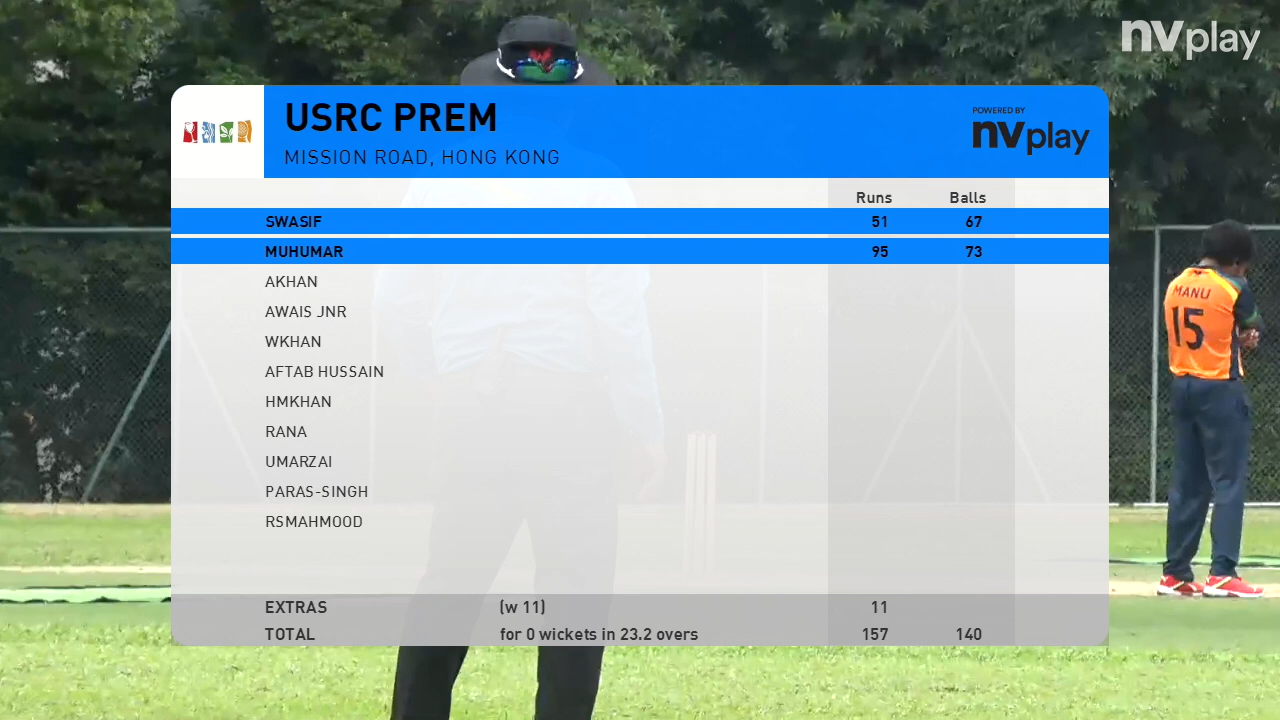 nvplay
USRC PREM
POWERED BY
nvplay
MISSION ROAD, HONG KONG
Runs Balls
SWASIF 51 67
MUHUMAR 95 73
AKHAN
AWAIS JNR
WKHAN
AFTAB HUSSAIN
HMKHAN
RANA
UMARZAI
PARAS-SINGH
RSMAHMOOD
EXTRAS (w 11) 11
TOTAL for 0 wickets in 23.2 overs 157 140
MANU
15